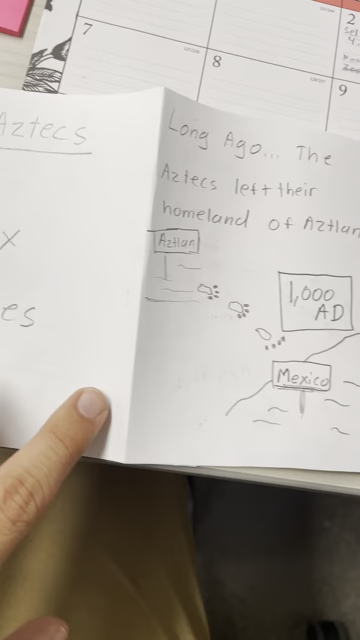 7
8
2
9
Aztecs
x
es
Long Ago... The
Aztecs left their
homeland of Aztlan
Aztlan
1,000
AD
Mexico